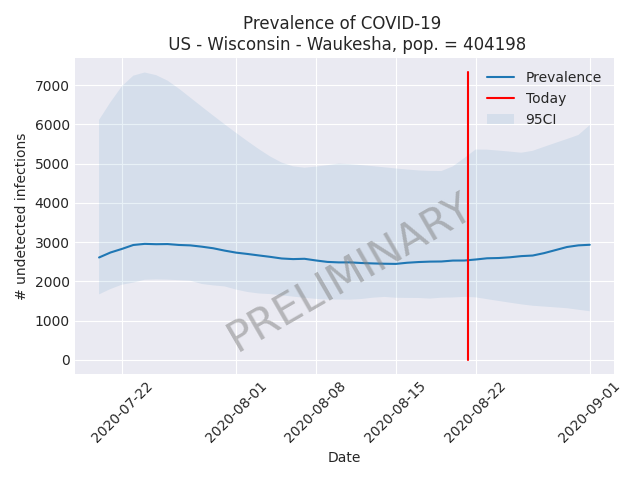 Prevalence of COVID-19
US - Wisconsin - Waukesha, pop. = 404198
Prevalence
Today
95CI
7000
6000
5000
4000
3000
2000
1000
0
# undetected infections
PRELIMINARY
2020-07-22
2020-08-01
2020-08-08
2020-08-15
2020-08-22
2020-09-01
Date